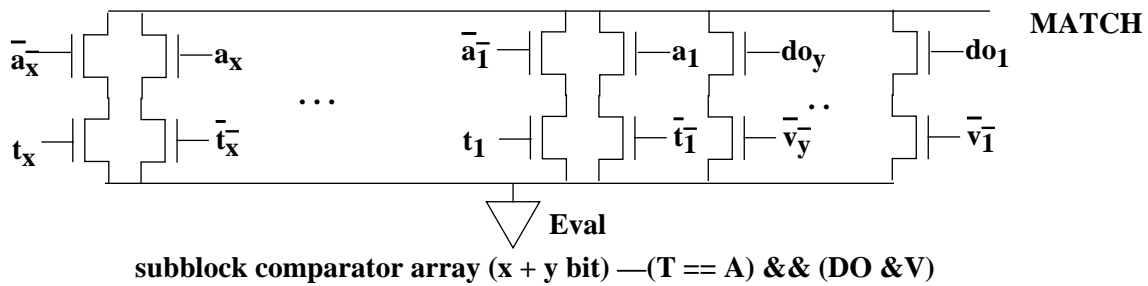 MATCH
a̅x̅ ax a̅1̅ a1 doy do1
... ..
tx t̅x̅ t1 t̅1̅ v̅y̅ v̅1̅
Eval
subblock comparator array (x + y bit) —(T == A) && (DO &V)